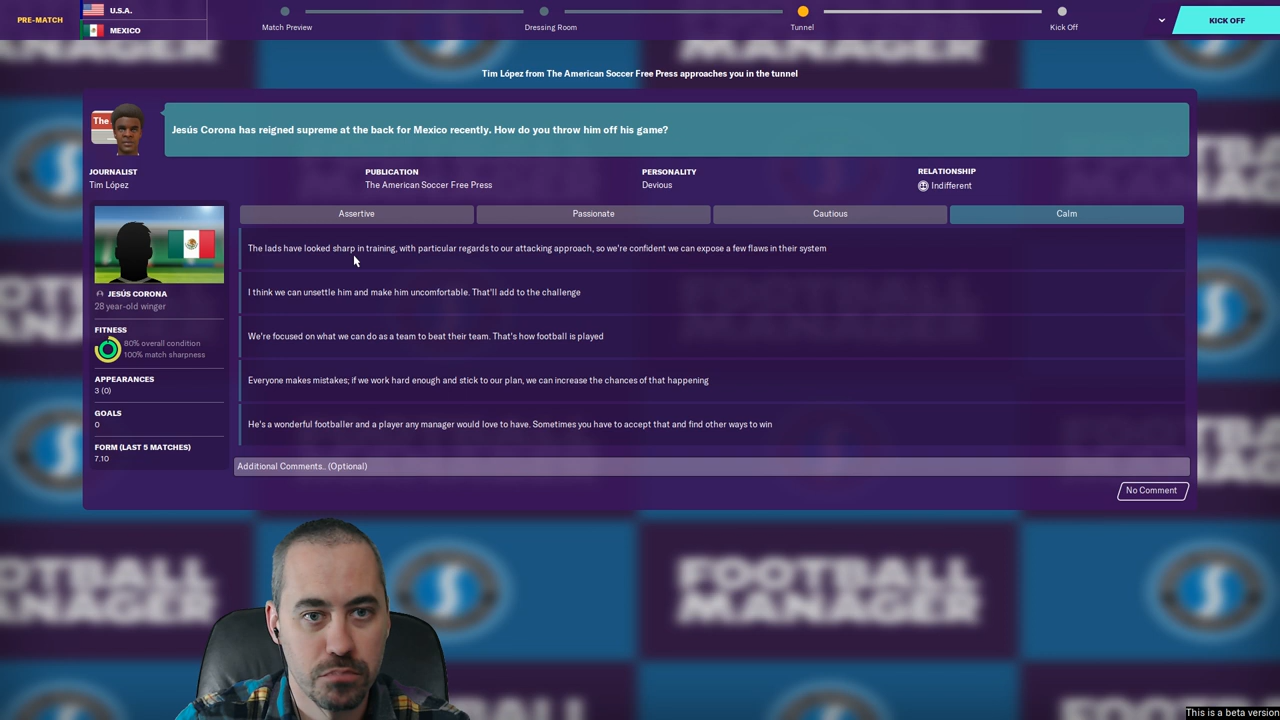 PRE-MATCH
U.S.A.
MEXICO
Match Preview
Dressing Room
Tunnel
Kick Off
KICK OFF
Tim López from The American Soccer Free Press approaches you in the tunnel
The
Jesús Corona has reigned supreme at the back for Mexico recently. How do you throw him off his game?
JOURNALIST
Tim López
PUBLICATION
The American Soccer Free Press
PERSONALITY
Devious
RELATIONSHIP
Indifferent
Assertive
Passionate
Cautious
Calm
JESÚS CORONA
28 year-old winger
FITNESS
80% overall condition
100% match sharpness
APPEARANCES
3 (0)
GOALS
0
FORM (LAST 5 MATCHES)
7.10
The lads have looked sharp in training, with particular regards to our attacking approach, so we're confident we can expose a few flaws in their system
I think we can unsettle him and make him uncomfortable. That'll add to the challenge
We're focused on what we can do as a team to beat their team. That's how football is played
Everyone makes mistakes; if we work hard enough and stick to our plan, we can increase the chances of that happening
He's a wonderful footballer and a player any manager would love to have. Sometimes you have to accept that and find other ways to win
Additional Comments.. (Optional)
No Comment
FOOTBALL
MANAGER
This is a beta version